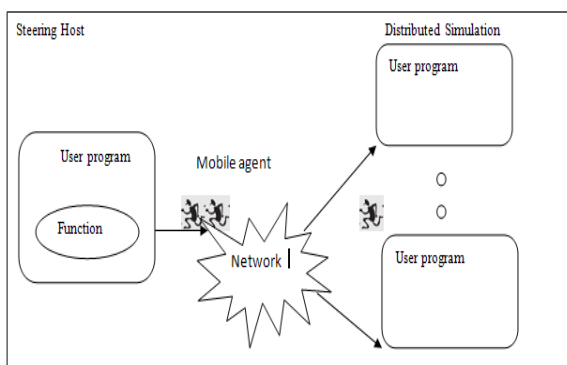 Steering Host
Distributed Simulation
User program
User program
Mobile agent
Function
Network
User program